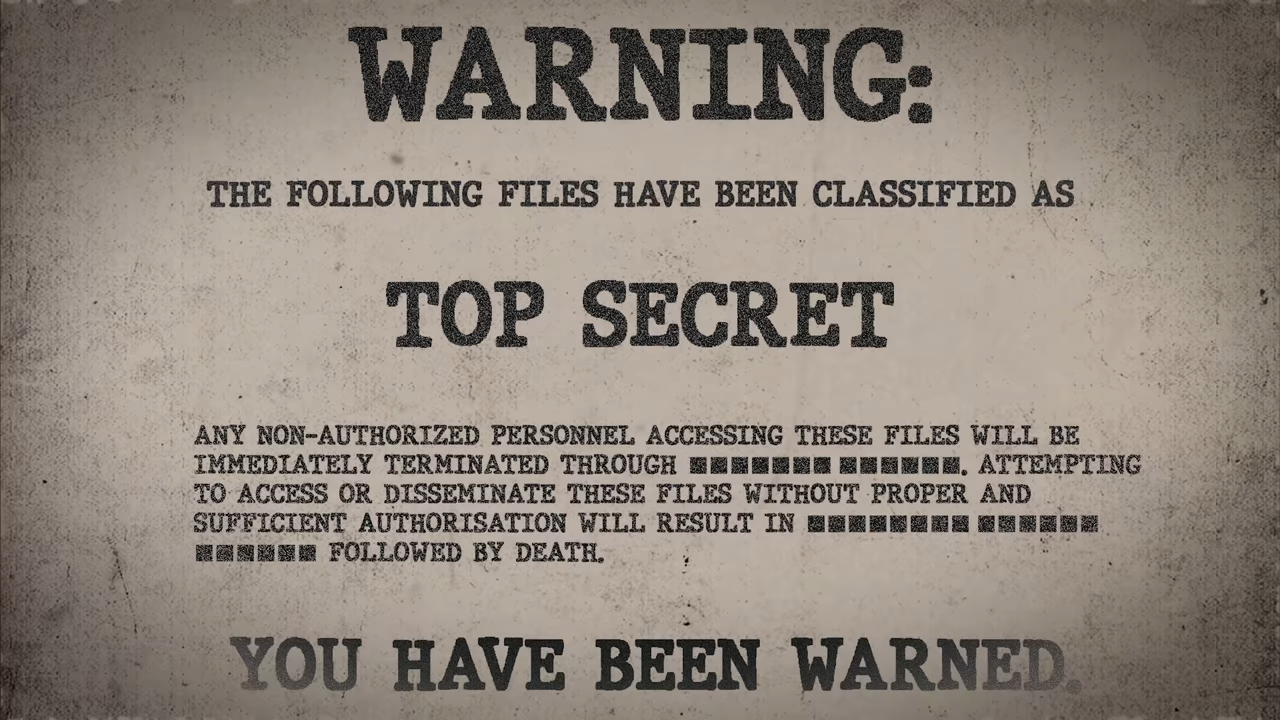 WARNING:
THE FOLLOWING FILES HAVE BEEN CLASSIFIED AS
TOP SECRET
ANY NON-AUTHORIZED PERSONNEL ACCESSING THESE FILES WILL BE
IMMEDIATELY TERMINATED THROUGH ■■■■■■■ ■■■■■■. ATTEMPTING
TO ACCESS OR DISSEMINATE THESE FILES WITHOUT PROPER AND
SUFFICIENT AUTHORISATION WILL RESULT IN ■■■■■■■■ ■■■■■■
■■■■■■ FOLLOWED BY DEATH.
YOU HAVE BEEN WARNED.